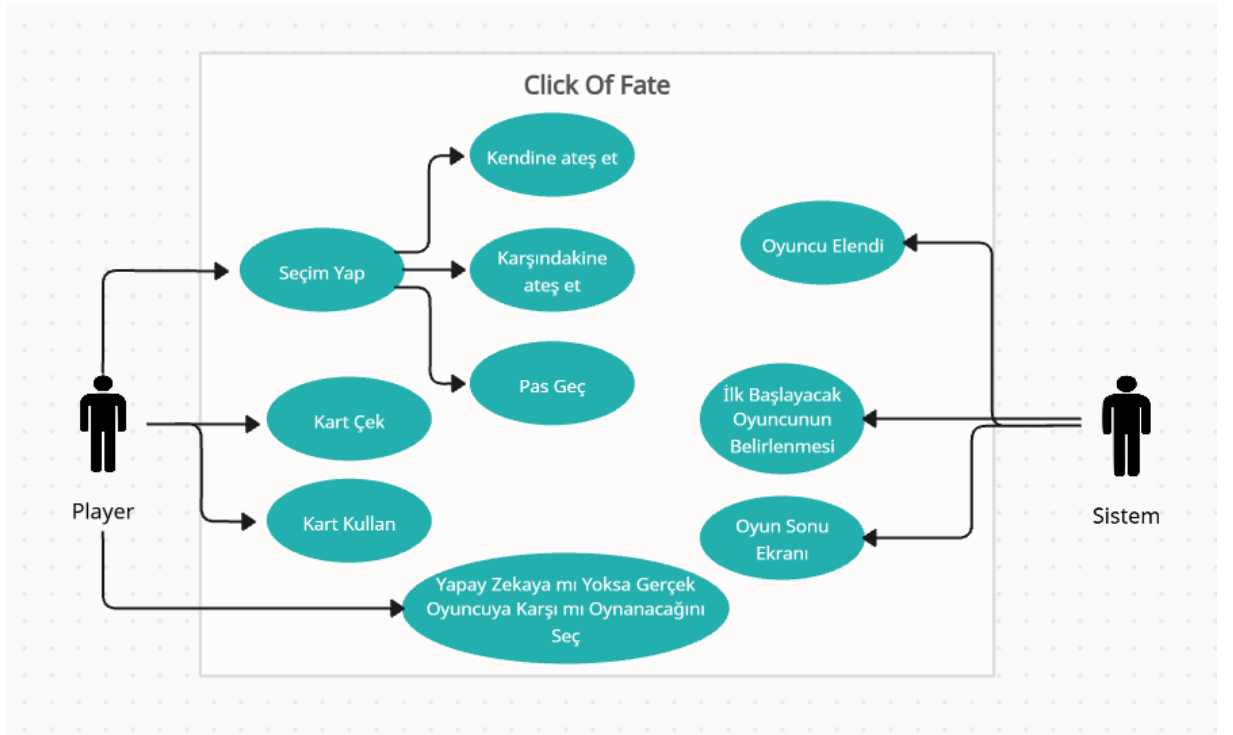 Click Of Fate
Kendine ateş et
Seçim Yap
Karşındakine
ateş et
Pas Geç
Kart Çek
Kart Kullan
Player
Yapay Zekaya mı Yoksa Gerçek
Oyuncuya Karşı mı Oynanacağını
Seç
Oyuncu Elendi
İlk Başlayacak
Oyuncunun
Belirlenmesi
Oyun Sonu
Ekranı
Sistem